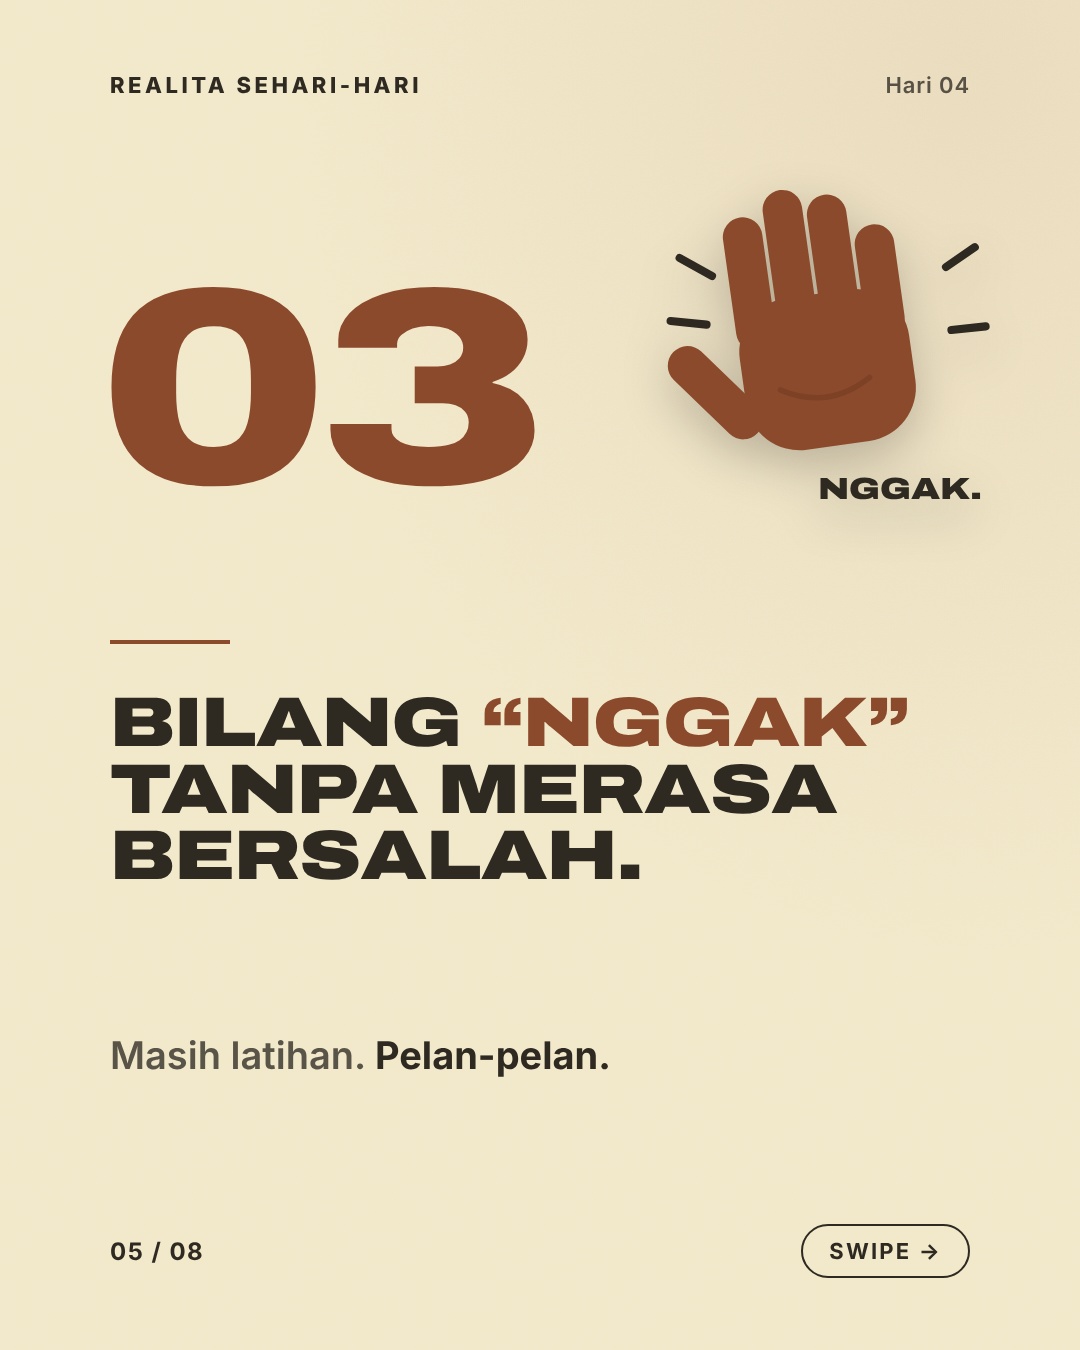 REALITA SEHARI-HARI
Hari 04
03
NGGAK.
BILANG “NGGAK”
TANPA MERASA
BERSALAH.
Masih latihan. Pelan-pelan.
05 / 08
SWIPE →